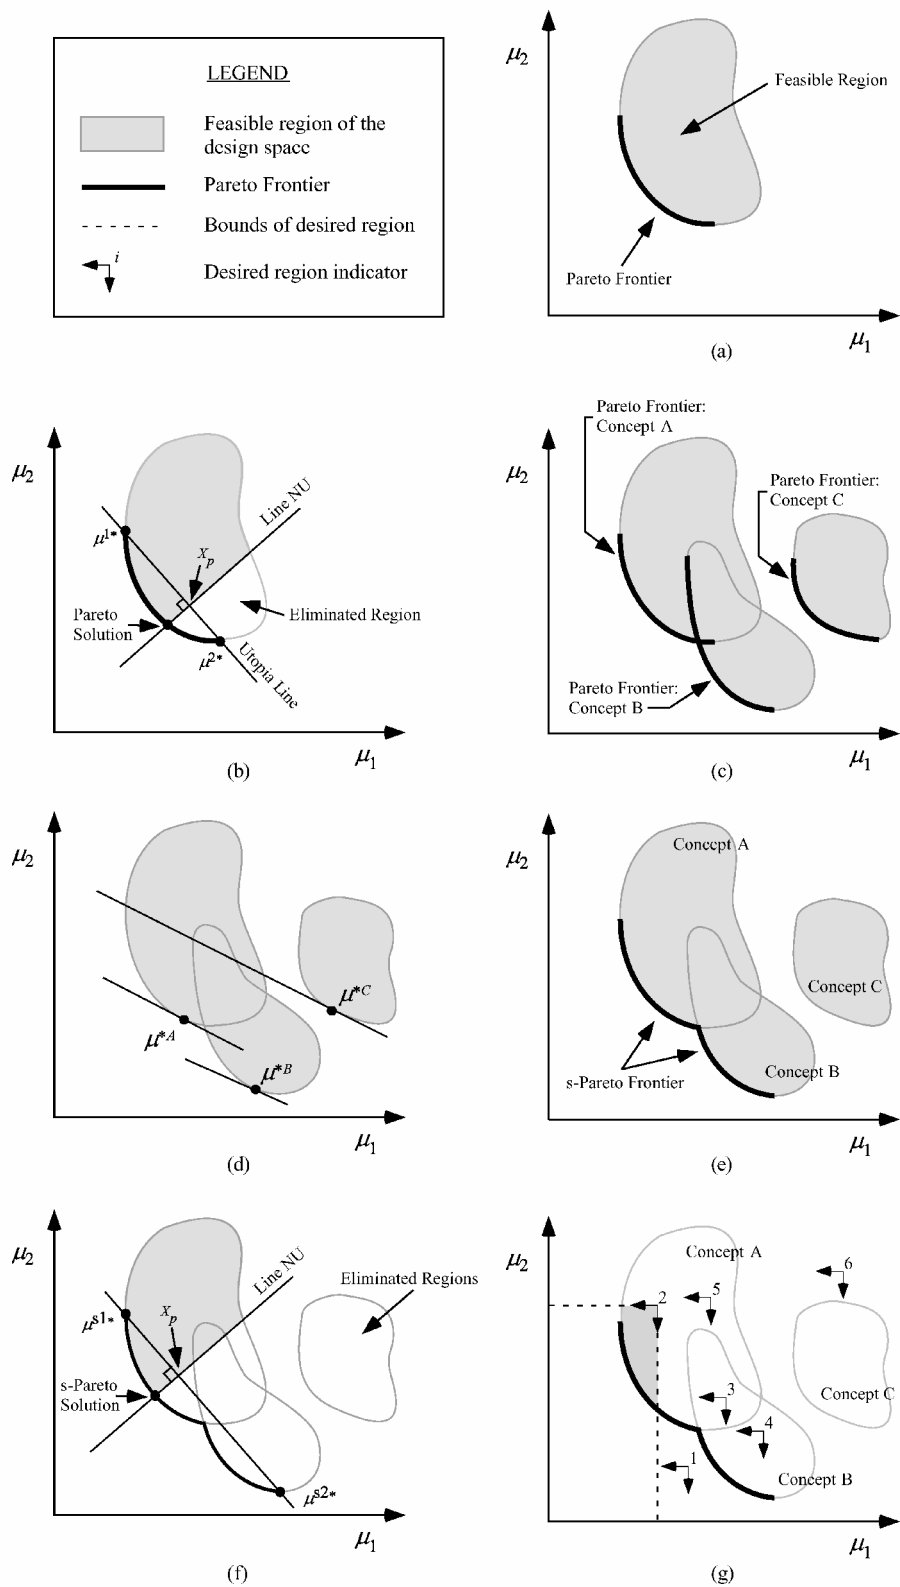 LEGEND
Feasible region of the
design space
Pareto Frontier
Bounds of desired region
i
Desired region indicator
μ2
Feasible Region
Pareto Frontier
μ1
(a)
μ2
Line NU
μ1*
xp
Pareto
Solution
Eliminated Region
μ2*
Utopia Line
μ1
(b)
Pareto Frontier:
Concept A
μ2
Pareto Frontier:
Concept C
Pareto Frontier:
Concept B
μ1
(c)
μ2
μ*C
μ*A
μ*B
μ1
(d)
μ2
Concept A
Concept C
Concept B
s-Pareto Frontier
μ1
(e)
μ2
Line NU
Eliminated Regions
μs1*
xp
s-Pareto
Solution
μs2*
μ1
(f)
μ2
Concept A
6
2
5
3
Concept C
4
1
Concept B
μ1
(g)